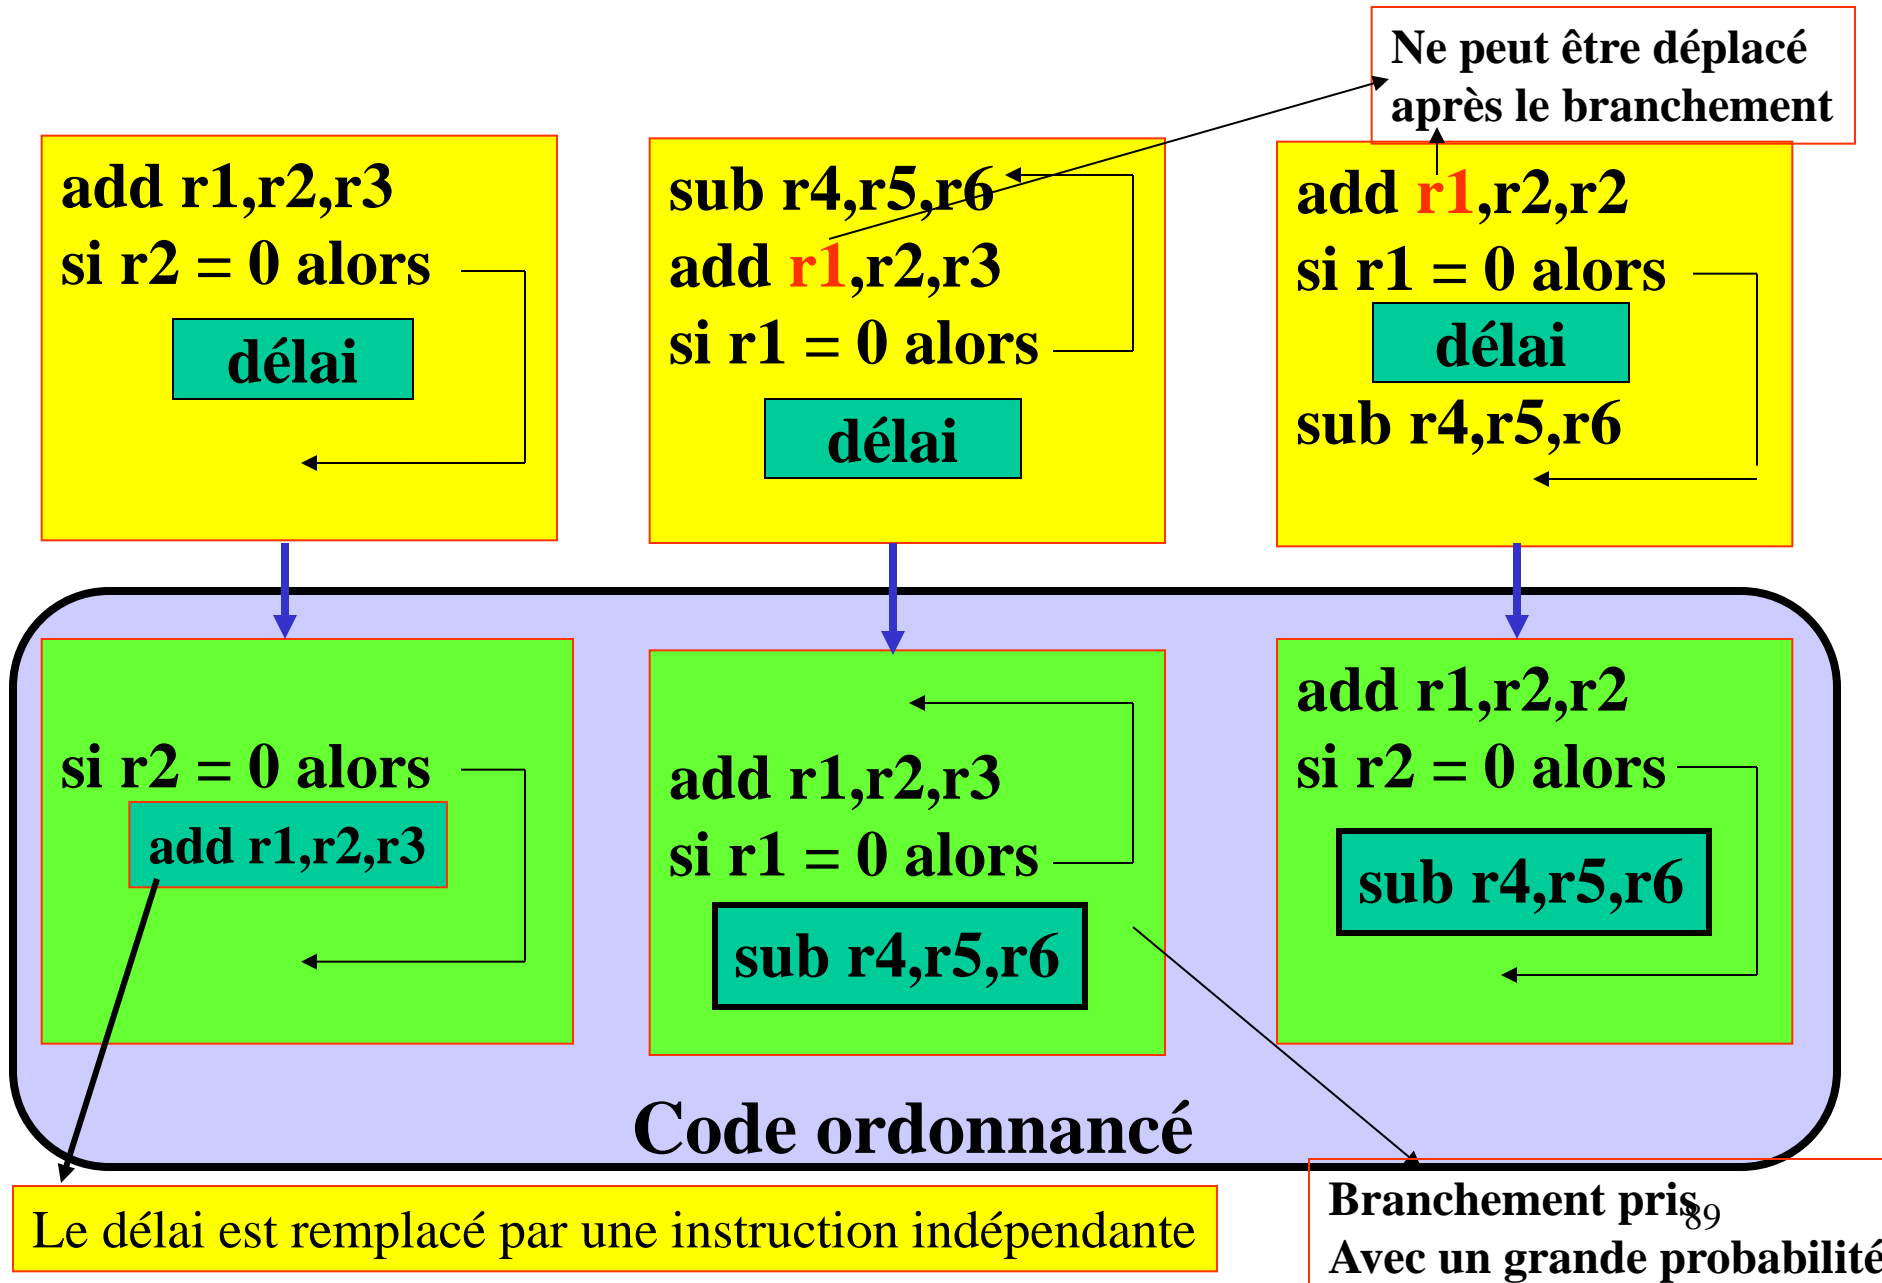 Ne peut être déplacé
après le branchement
add r1,r2,r3
si r2 = 0 alors
délai
sub r4,r5,r6
add r1,r2,r3
si r1 = 0 alors
délai
add r1,r2,r2
si r1 = 0 alors
délai
sub r4,r5,r6
si r2 = 0 alors
add r1,r2,r3
add r1,r2,r3
si r1 = 0 alors
sub r4,r5,r6
add r1,r2,r2
si r2 = 0 alors
sub r4,r5,r6
Code ordonnancé
Le délai est remplacé par une instruction indépendante
Branchement pris
89
Avec un grande probabilité